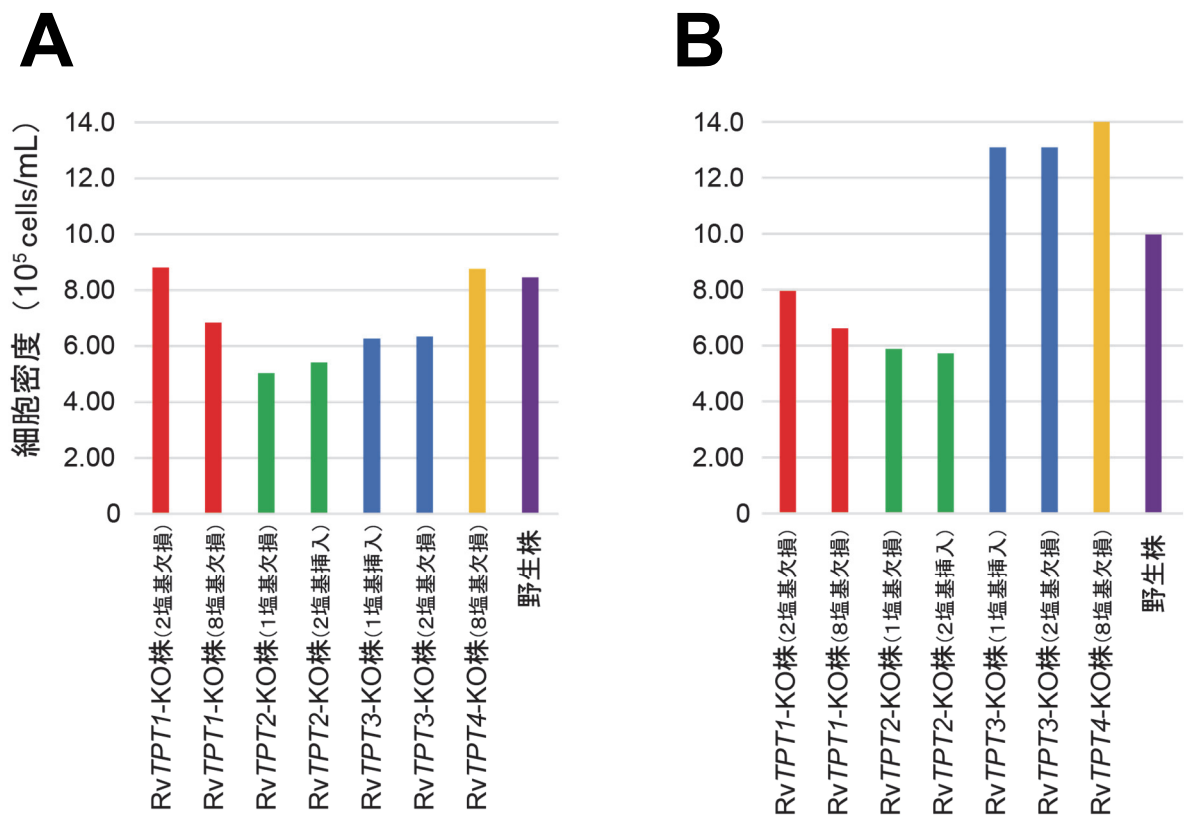 A
細胞密度（10⁵ cells/mL）
14.0
12.0
10.0
8.00
6.00
4.00
2.00
0
RvTPT1-KO株(2塩基欠損)
RvTPT1-KO株(8塩基欠損)
RvTPT2-KO株(1塩基欠損)
RvTPT2-KO株(2塩基挿入)
RvTPT3-KO株(1塩基挿入)
RvTPT3-KO株(2塩基欠損)
RvTPT4-KO株(8塩基欠損)
野生株
B
14.0
12.0
10.0
8.00
6.00
4.00
2.00
0
RvTPT1-KO株(2塩基欠損)
RvTPT1-KO株(8塩基欠損)
RvTPT2-KO株(1塩基欠損)
RvTPT2-KO株(2塩基挿入)
RvTPT3-KO株(1塩基挿入)
RvTPT3-KO株(2塩基欠損)
RvTPT4-KO株(8塩基欠損)
野生株